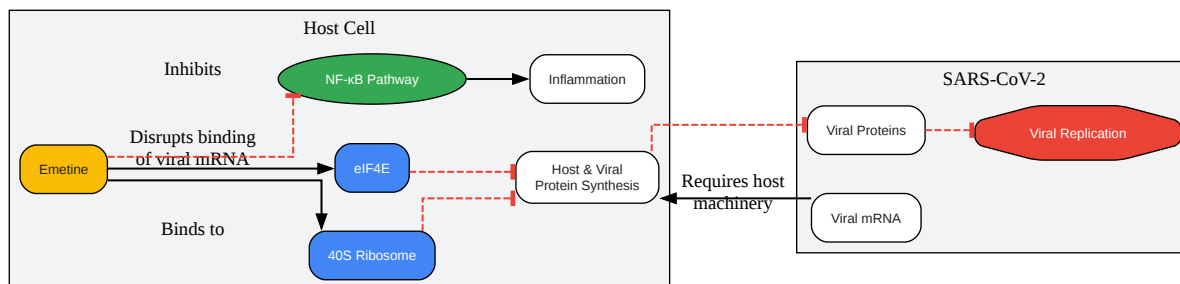 Host Cell
Inhibits
NF-κB Pathway
Inflammation
SARS-CoV-2
Viral Proteins
Viral Replication
Disrupts binding
of viral mRNA
Emetine
eIF4E
Host & Viral
Protein Synthesis
Requires host
machinery
Viral mRNA
Binds to
40S Ribosome